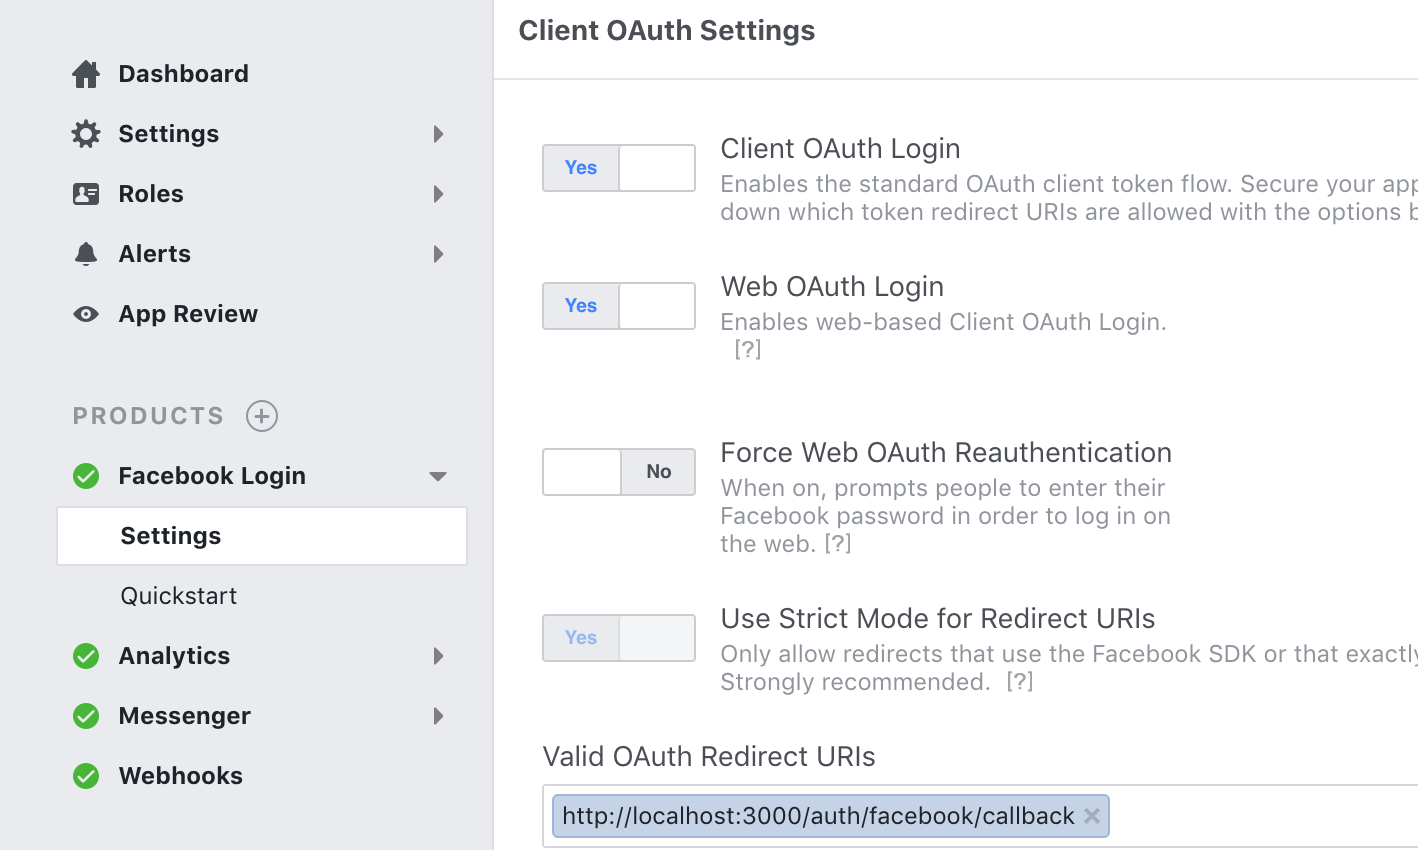 Dashboard
Settings
Roles
Alerts
App Review
PRODUCTS
Facebook Login
Settings
Quickstart
Analytics
Messenger
Webhooks
Client OAuth Settings
Yes
Client OAuth Login
Enables the standard OAuth client token flow. Secure your app
down which token redirect URIs are allowed with the options b
Yes
Web OAuth Login
Enables web-based Client OAuth Login.
[?]
No
Force Web OAuth Reauthentication
When on, prompts people to enter their
Facebook password in order to log in on
the web. [?]
Yes
Use Strict Mode for Redirect URIs
Only allow redirects that use the Facebook SDK or that exactly
Strongly recommended. [?]
Valid OAuth Redirect URIs
http://localhost:3000/auth/facebook/callback